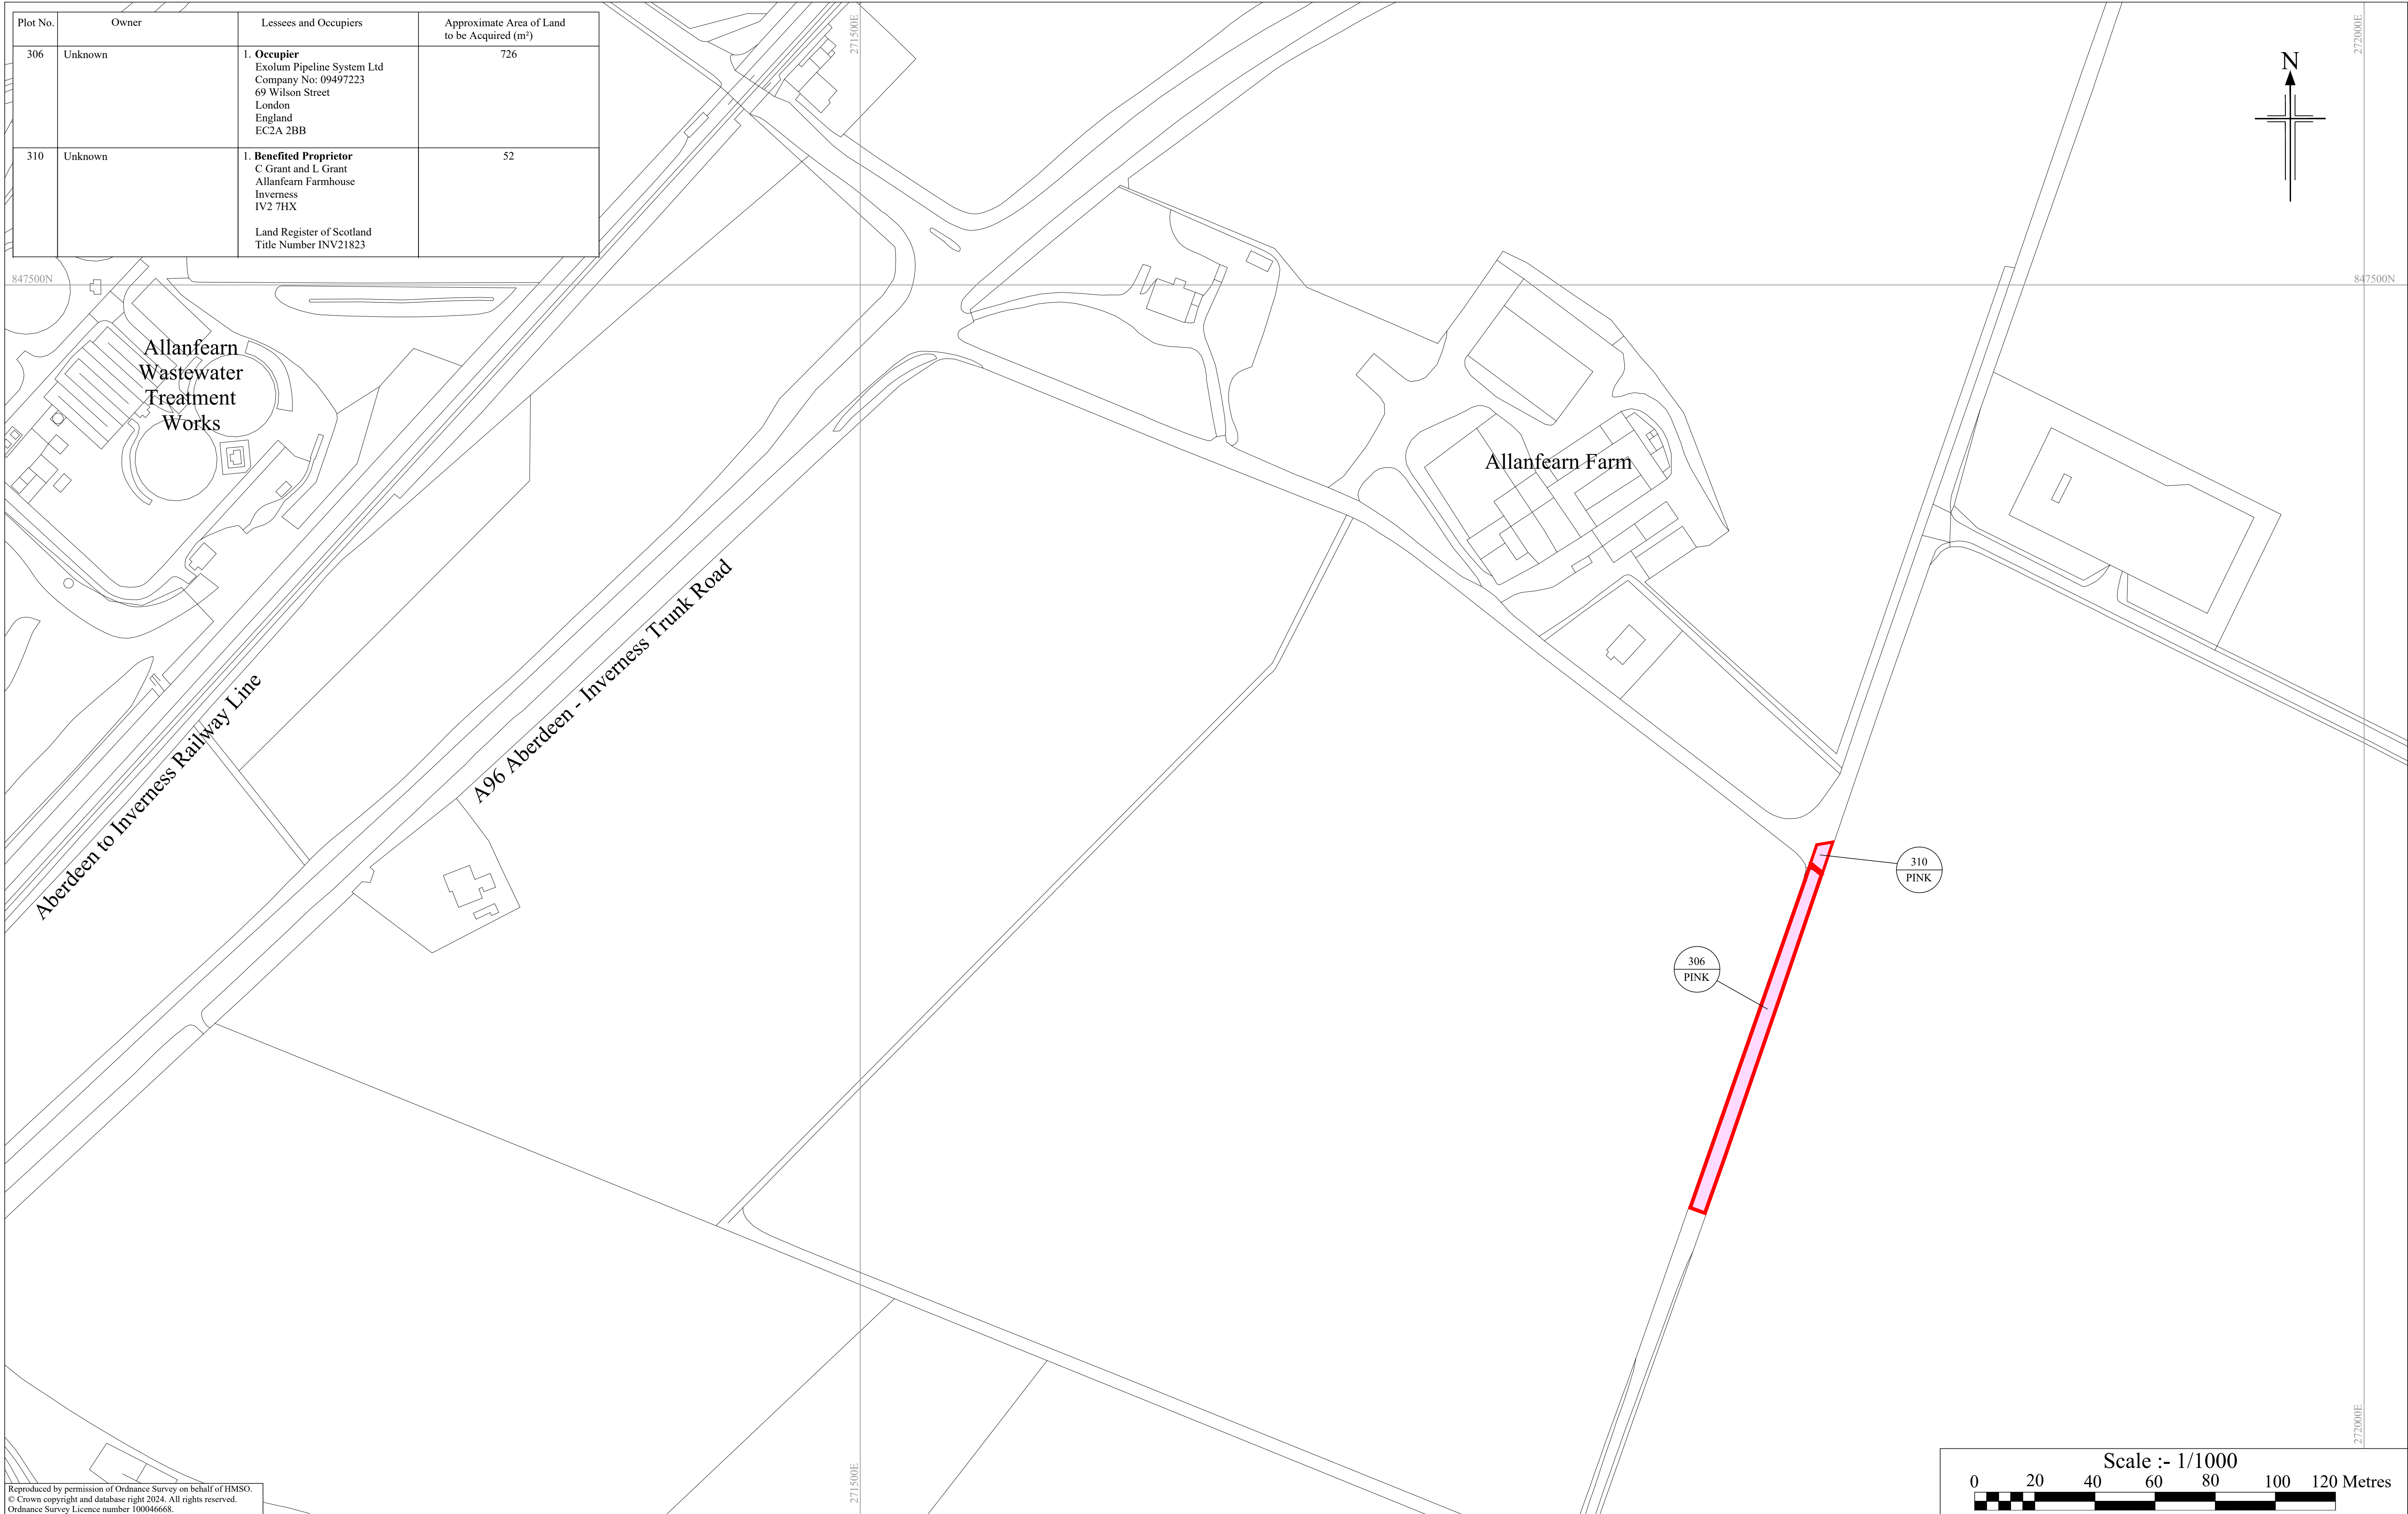 Plot No. Owner Lessees and Occupiers Approximate Area of Land
to be Acquired (m²)
306 Unknown 1. Occupier 726
Exolum Pipeline System Ltd
Company No: 09497223
69 Wilson Street
London
England
EC2A 2BB
310 Unknown 1. Benefited Proprietor 52
C Grant and L Grant
Allanfearn Farmhouse
Inverness
IV2 7HX
Land Register of Scotland
Title Number INV21823
271500E
272000E
N
847500N
847500N
Allanfearn
Wastewater
Treatment
Works
Allanfearn Farm
A96 Aberdeen - Inverness Trunk Road
Aberdeen to Inverness Railway Line
310
PINK
306
PINK
271500E
272000E
Scale :- 1/1000
0 20 40 60 80 100 120 Metres
Reproduced by permission of Ordnance Survey on behalf of HMSO.
© Crown copyright and database right 2024. All rights reserved.
Ordnance Survey Licence number 100046668.